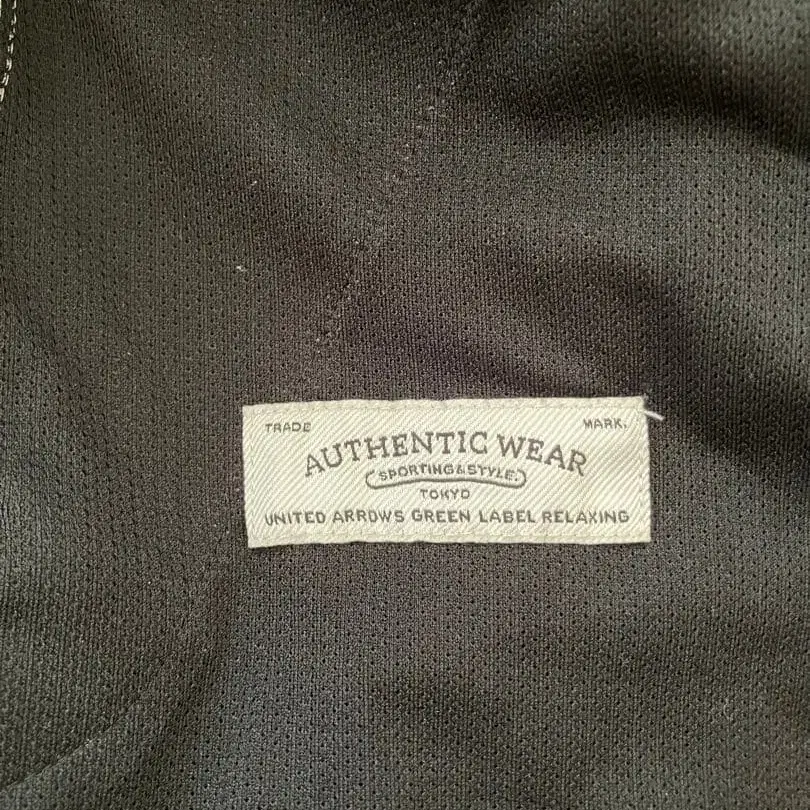 TRADE MARK.
AUTHENTIC WEAR
SPORTING&STYLE.
TOKYO
UNITED ARROWS GREEN LABEL RELAXING